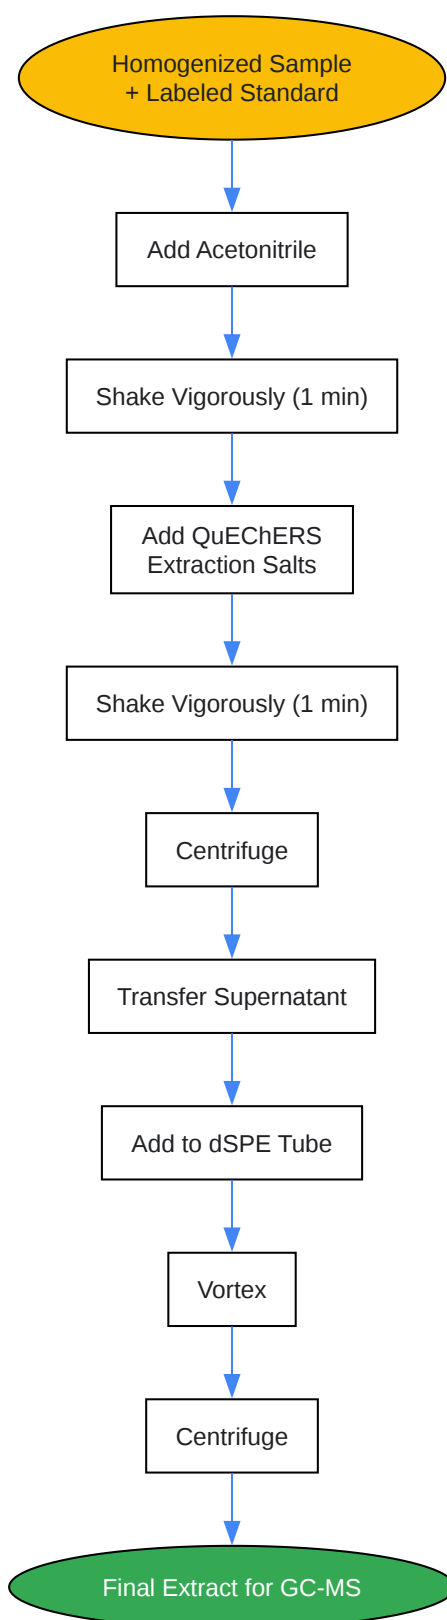 Homogenized Sample
+ Labeled Standard
Add Acetonitrile
Shake Vigorously (1 min)
Add QuEChERS
Extraction Salts
Shake Vigorously (1 min)
Centrifuge
Transfer Supernatant
Add to dSPE Tube
Vortex
Centrifuge
Final Extract for GC-MS